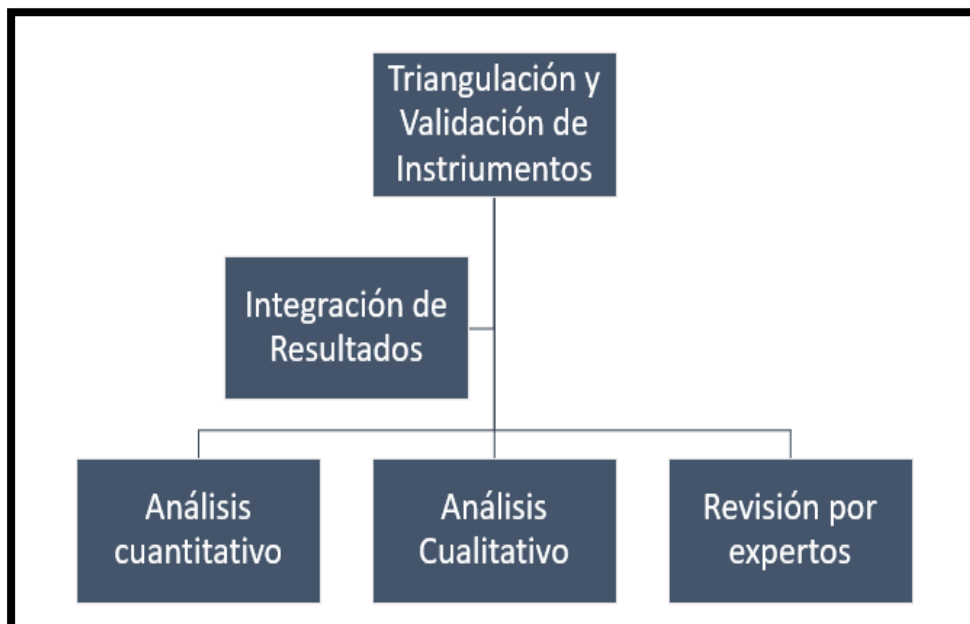 Triangulación y
Validación de
Instriumentos
Integración de
Resultados
Análisis
cuantitativo
Análisis
Cualitativo
Revisión por
expertos